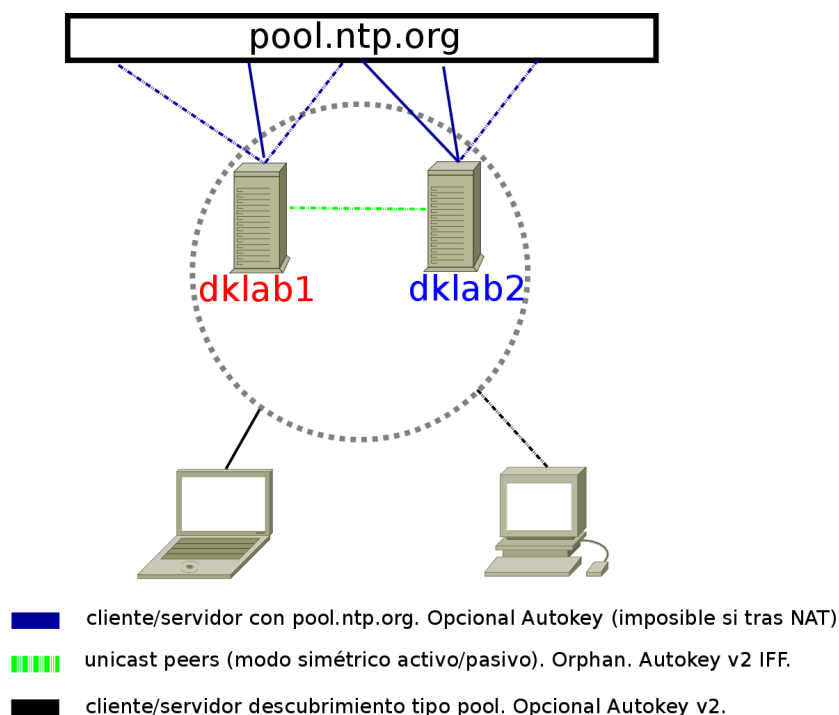 pool.ntp.org
dklab1
dklab2
cliente/servidor con pool.ntp.org. Opcional Autokey (imposible si tras NAT)
unicast peers (modo simétrico activo/pasivo). Orphan. Autokey v2 IFF.
cliente/servidor descubrimiento tipo pool. Opcional Autokey v2.